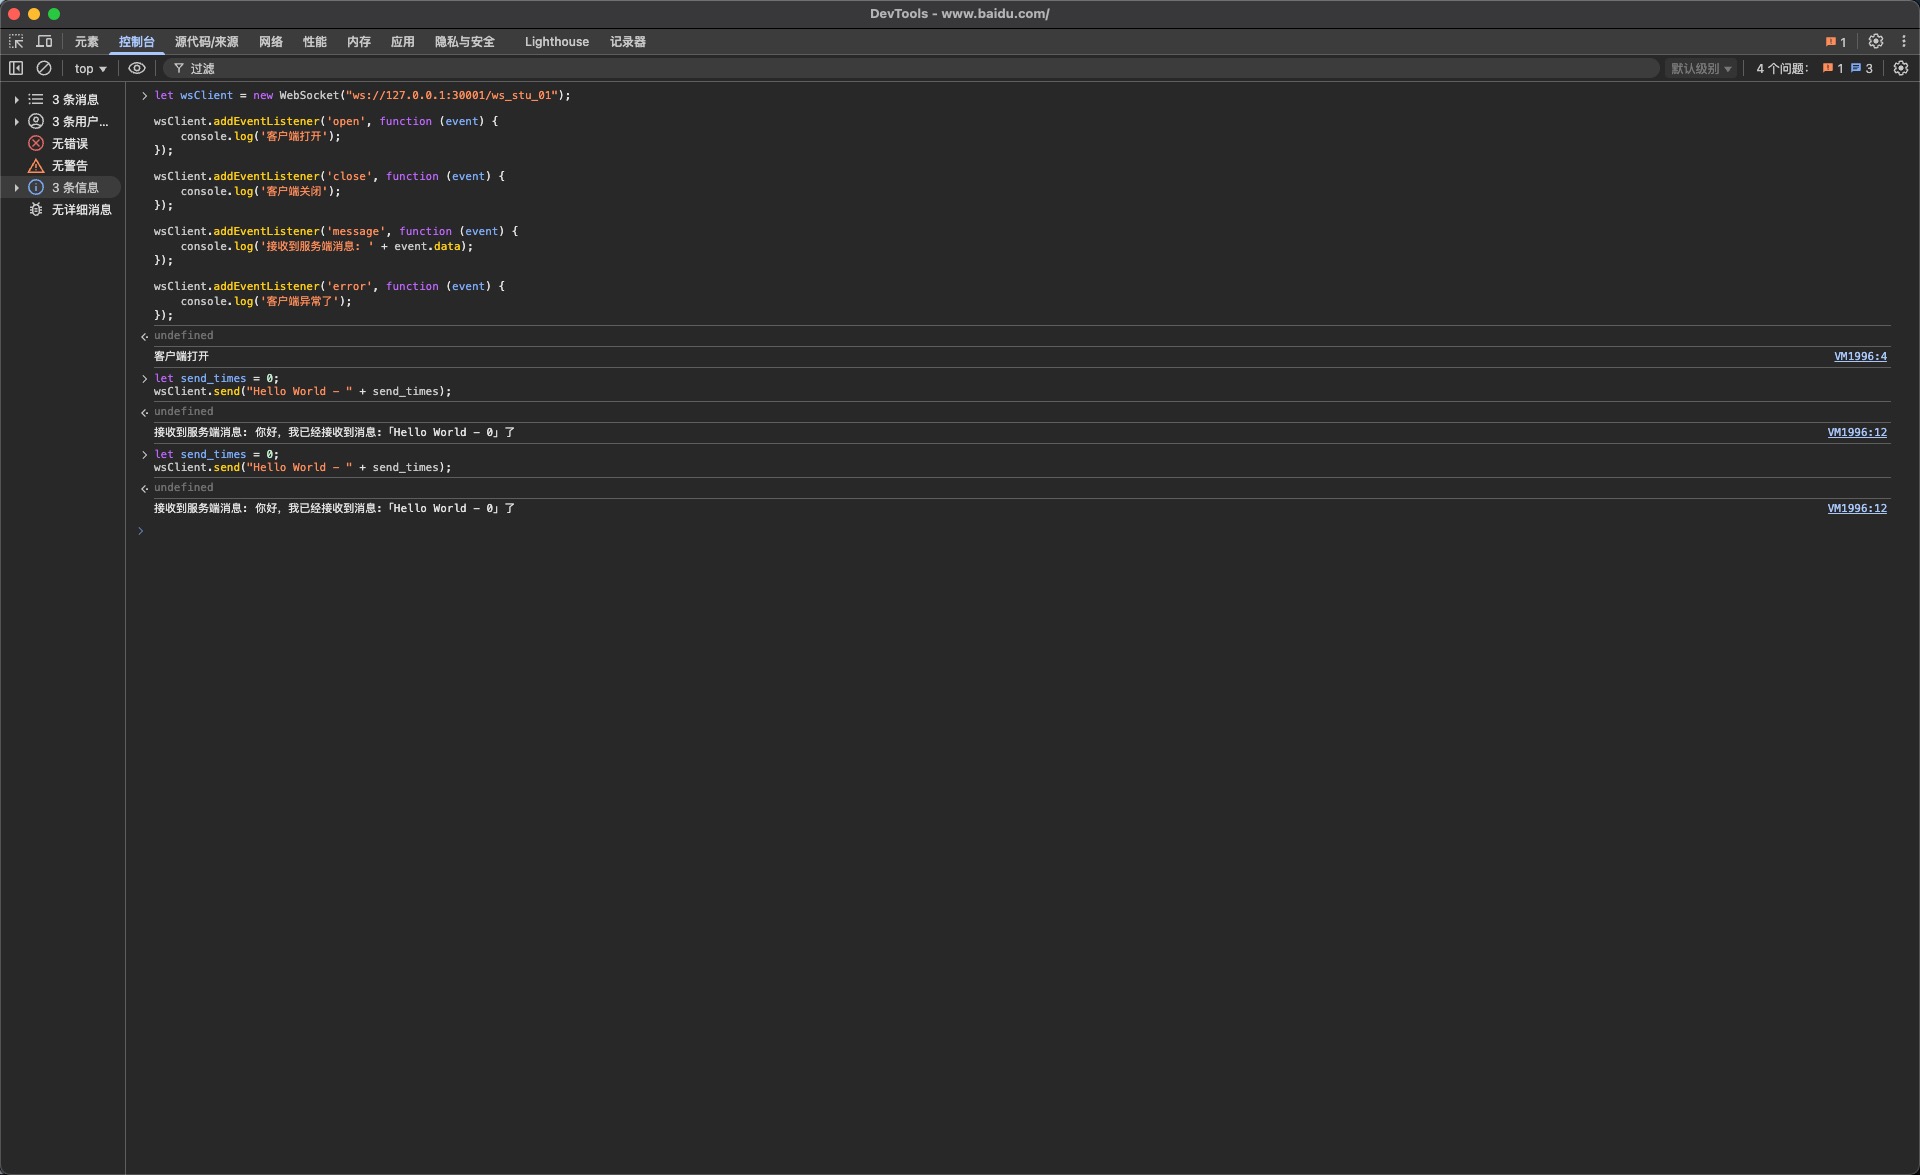 DevTools - www.baidu.com/
元素 控制台 源代码/来源 网络 性能 内存 应用 隐私与安全 Lighthouse 记录器 1
top 过滤 默认级别 4 个问题: 1 3
3 条消息
3 条用户...
无错误
无警告
3 条信息
无详细消息
let wsClient = new WebSocket("ws://127.0.0.1:30001/ws_stu_01");
wsClient.addEventListener('open', function (event) {
    console.log('客户端打开');
});
wsClient.addEventListener('close', function (event) {
    console.log('客户端关闭');
});
wsClient.addEventListener('message', function (event) {
    console.log('接收到服务端消息: ' + event.data);
});
wsClient.addEventListener('error', function (event) {
    console.log('客户端异常了');
});
undefined
客户端打开 VM1996:4
let send_times = 0;
wsClient.send("Hello World - " + send_times);
undefined
接收到服务端消息: 你好，我已经接收到消息:「Hello World - 0」了 VM1996:12
let send_times = 0;
wsClient.send("Hello World - " + send_times);
undefined
接收到服务端消息: 你好，我已经接收到消息:「Hello World - 0」了 VM1996:12